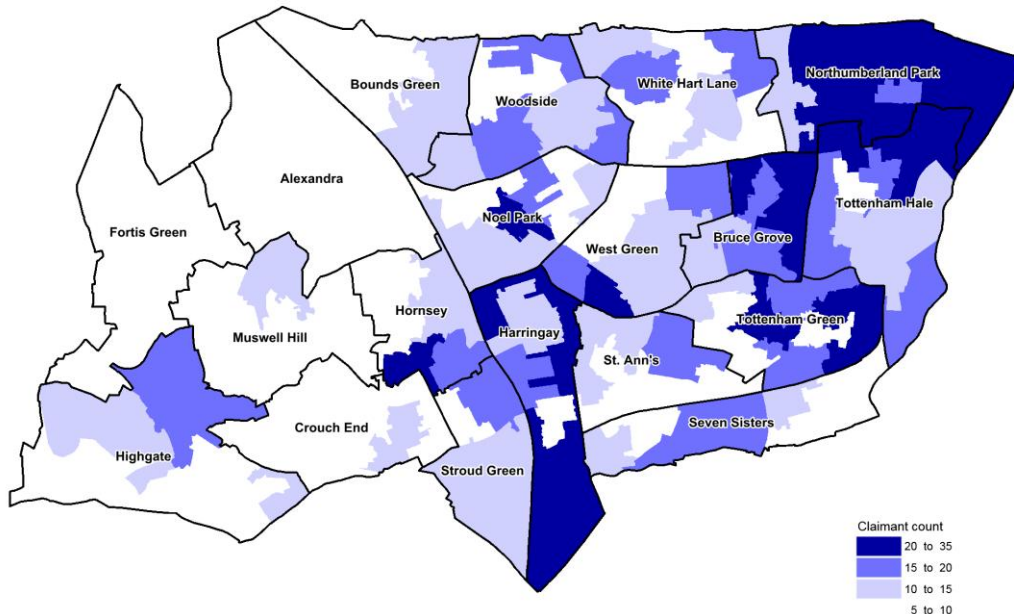 Northumberland Park
Bounds Green
White Hart Lane
Woodside
Alexandra
Tottenham Hale
Noel Park
Fortis Green
Bruce Grove
West Green
Hornsey
Tottenham Green
Harringay
Muswell Hill
St. Ann's
Seven Sisters
Crouch End
Highgate
Stroud Green
Claimant count
20 to 35
15 to 20
10 to 15
5 to 10